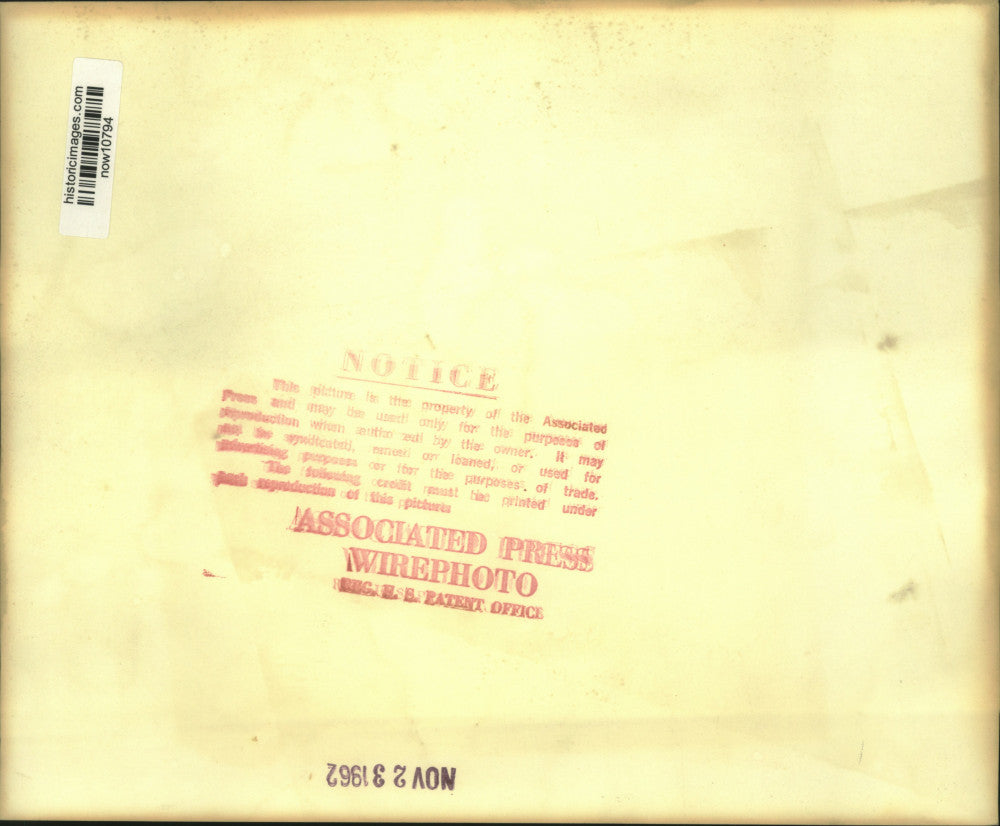 historicimages.com
now10794
NOTICE
This picture is the property of the Associated
Press and may be used only for the purposes of
reproduction when authorized by the owner. It may
not be syndicated, rented or loaned, or used for
advertising purposes or for the purposes of trade.
The following credit must be printed under
each reproduction of this picture
ASSOCIATED PRESS
WIREPHOTO
REG. U. S. PATENT OFFICE
NOV 2 3 1962